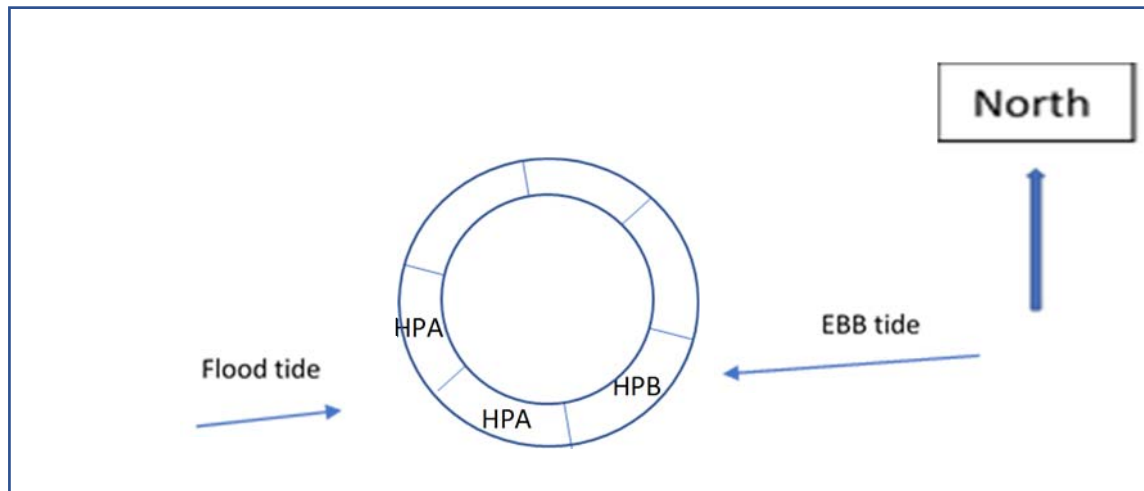 North
EBB tide
HPA
Flood tide
HPB
HPA